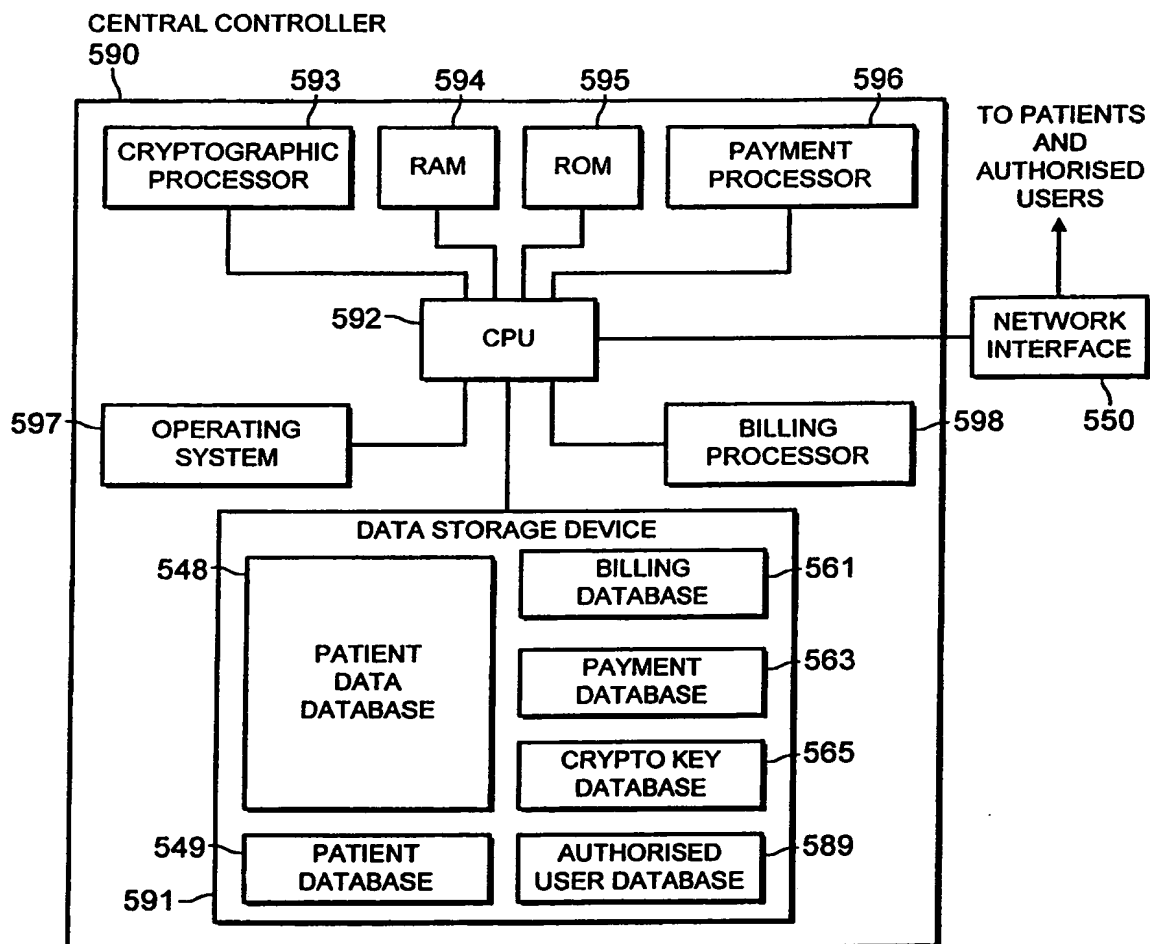 CENTRAL CONTROLLER
590
593
594
595
596
CRYPTOGRAPHIC
PROCESSOR
RAM
ROM
PAYMENT
PROCESSOR
TO PATIENTS
AND
AUTHORISED
USERS
592
CPU
NETWORK
INTERFACE
550
597
OPERATING
SYSTEM
BILLING
PROCESSOR
598
DATA STORAGE DEVICE
548
PATIENT
DATA
DATABASE
BILLING
DATABASE
561
PAYMENT
DATABASE
563
CRYPTO KEY
DATABASE
565
549
PATIENT
DATABASE
AUTHORISED
USER DATABASE
589
591